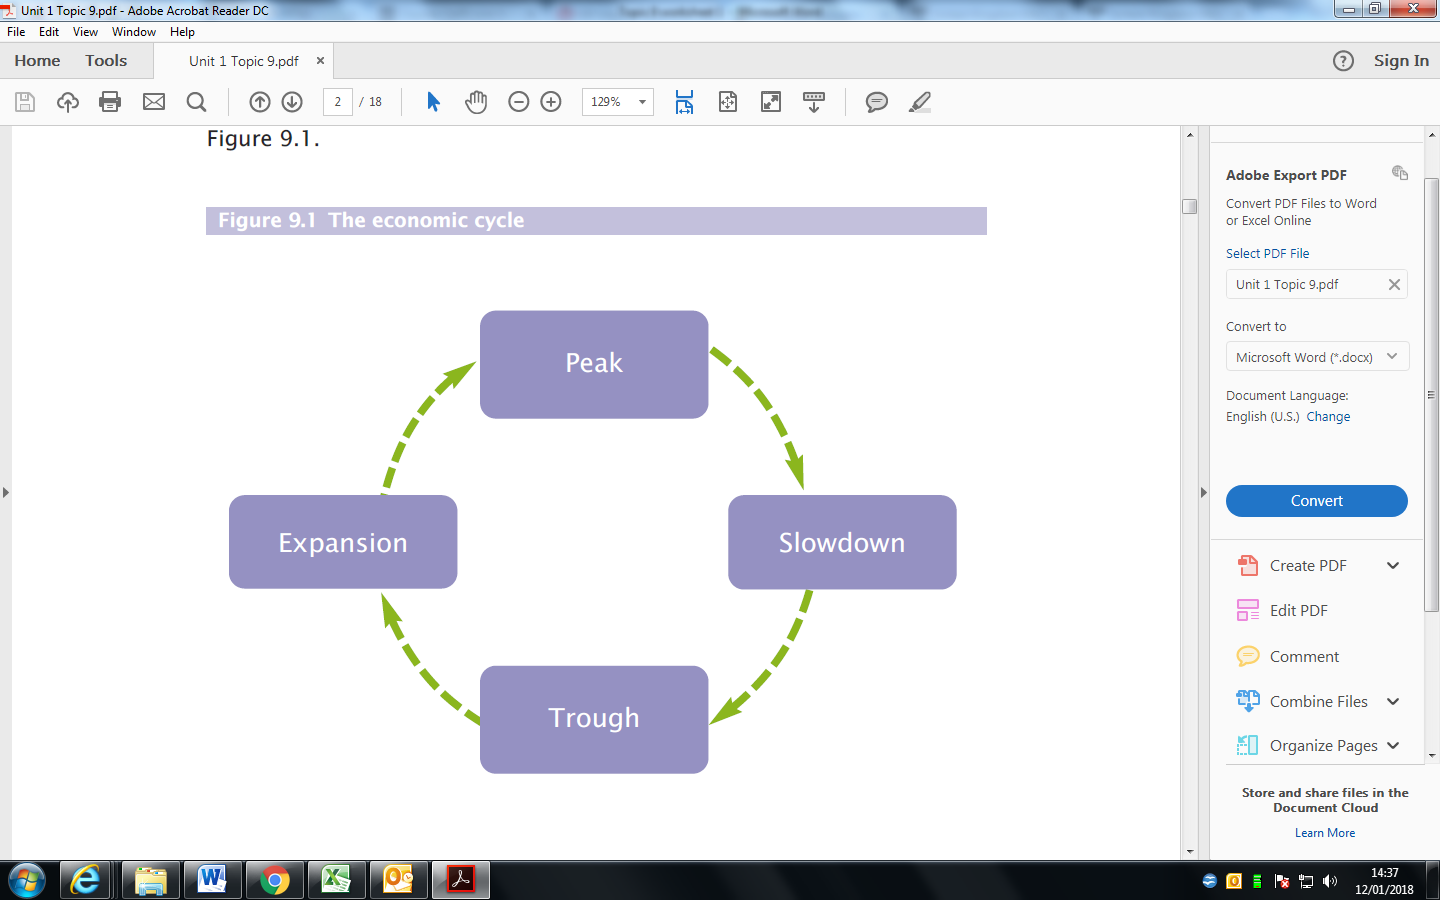 Unit 1 Topic 9.pdf - Adobe Acrobat Reader DC
File Edit View Window Help
Home Tools Unit 1 Topic 9.pdf × Sign In
2 / 18 129%
Figure 9.1.
Figure 9.1 The economic cycle
Peak
Expansion
Slowdown
Trough
Adobe Export PDF
Convert PDF Files to Word
or Excel Online
Select PDF File
Unit 1 Topic 9.pdf
Convert to
Microsoft Word (*.docx)
Document Language:
English (U.S.) Change
Convert
Create PDF
Edit PDF
Comment
Combine Files
Organize Pages
Store and share files in the
Document Cloud
Learn More
14:37
12/01/2018